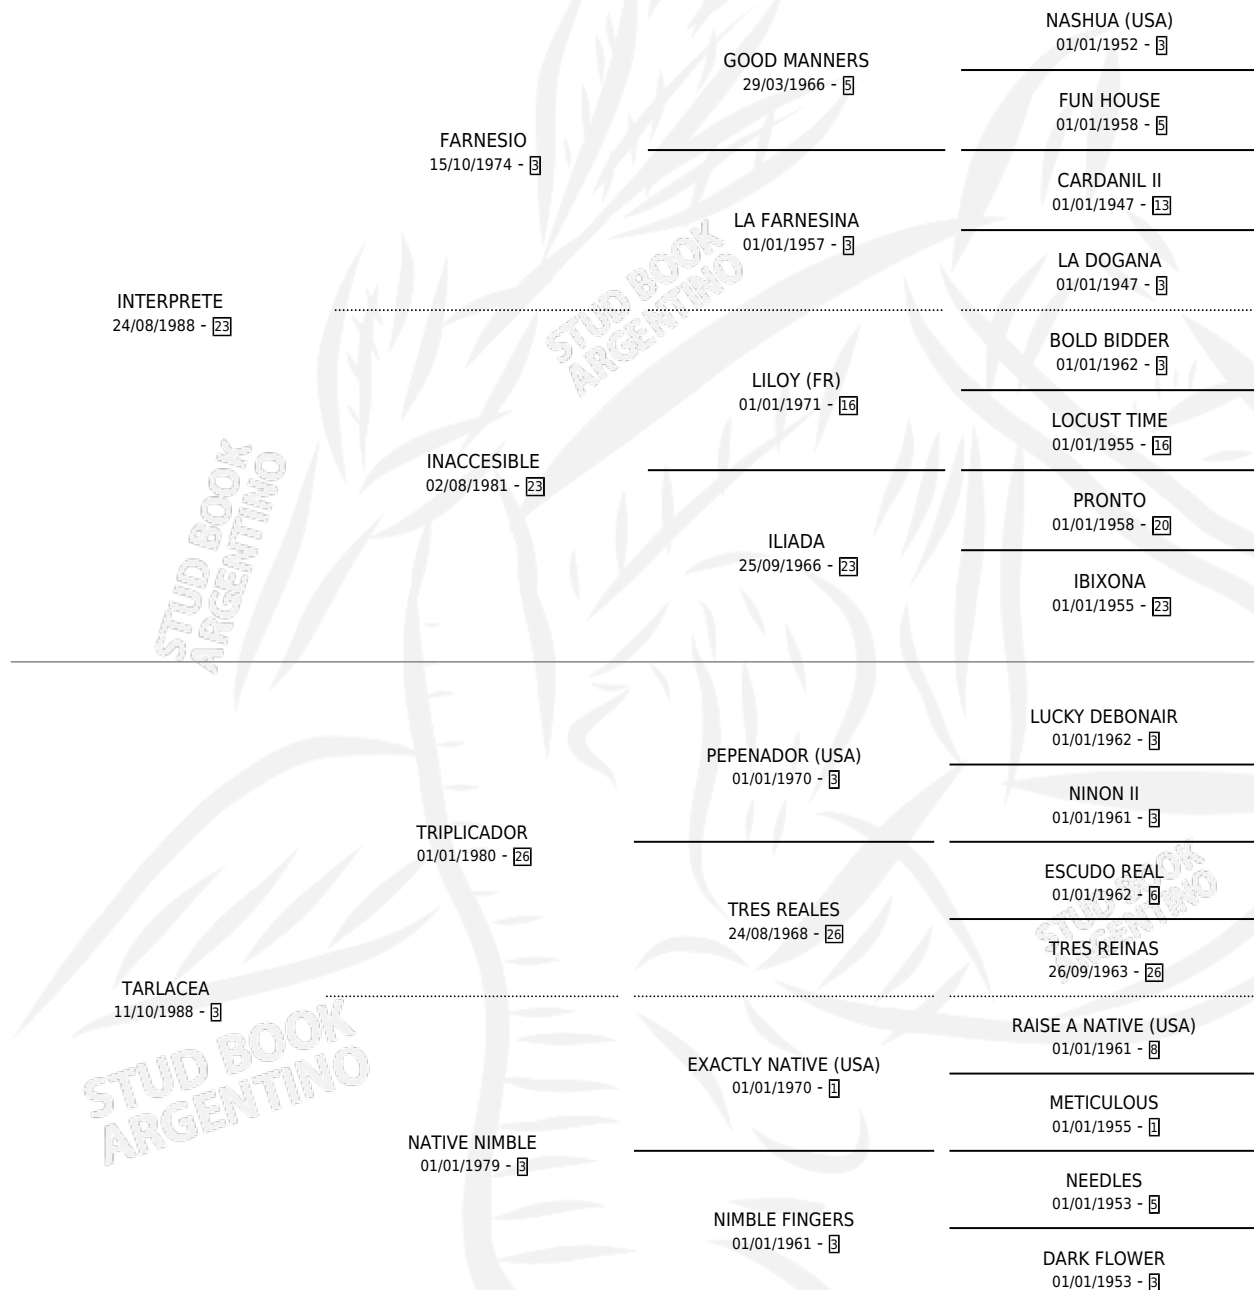 NASHUA (USA)
01/01/1952 - 3
GOOD MANNERS
29/03/1966 - 5
FUN HOUSE
01/01/1958 - 5
FARNESIO
15/10/1974 - 3
CARDANIL II
01/01/1947 - 13
LA FARNESINA
01/01/1957 - 3
LA DOGANA
01/01/1947 - 3
INTERPRETE
24/08/1988 - 23
BOLD BIDDER
01/01/1962 - 3
LILOY (FR)
01/01/1971 - 16
LOCUST TIME
01/01/1955 - 16
INACCESIBLE
02/08/1981 - 23
PRONTO
01/01/1958 - 20
ILIADA
25/09/1966 - 23
IBIXONA
01/01/1955 - 23
LUCKY DEBONAIR
01/01/1962 - 3
PEPENADOR (USA)
01/01/1970 - 3
NINON II
01/01/1961 - 3
TRIPLICADOR
01/01/1980 - 26
ESCUDO REAL
01/01/1962 - 6
TRES REALES
24/08/1968 - 26
TRES REINAS
26/09/1963 - 26
TARLACEA
11/10/1988 - 3
RAISE A NATIVE (USA)
01/01/1961 - 8
EXACTLY NATIVE (USA)
01/01/1970 - 1
METICULOUS
01/01/1955 - 1
NATIVE NIMBLE
01/01/1979 - 3
NEEDLES
01/01/1953 - 5
NIMBLE FINGERS
01/01/1961 - 3
DARK FLOWER
01/01/1953 - 3
STUD BOOK
ARGENTINO
STUD BOOK
ARGENTINO
STUD BOOK
ARGENTINO
STUD BOOK
ARGENTINO